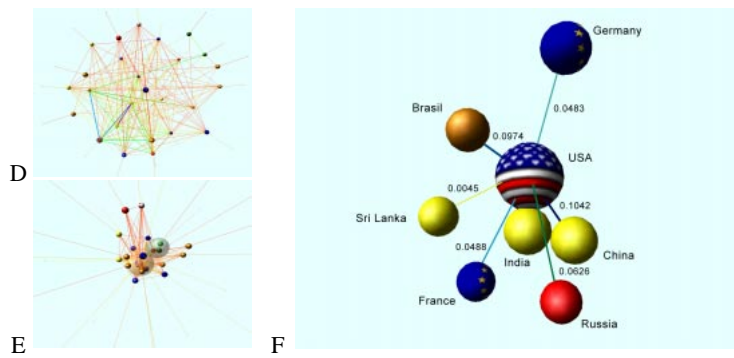 D
E
F
Germany
0.0483
Brasil
0.0974
USA
0.0045
0.1042
Sri Lanka
0.0488
India
China
0.0626
France
Russia